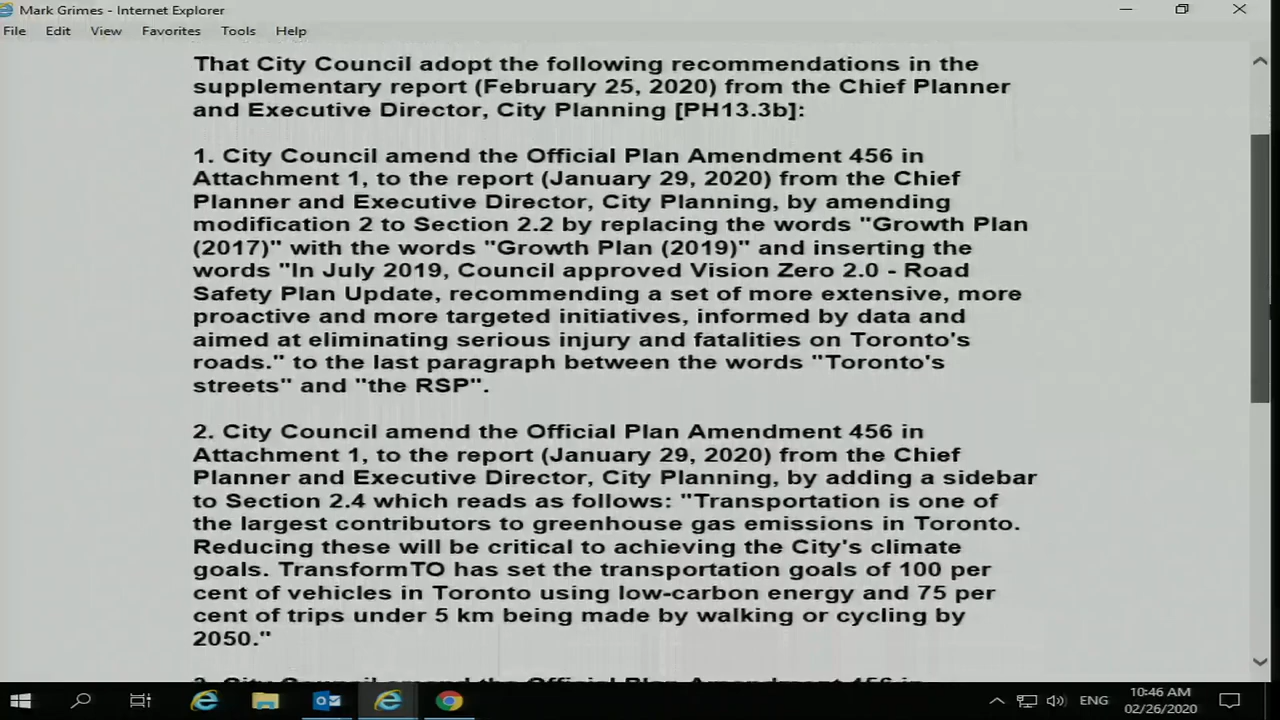 Mark Grimes - Internet Explorer
File Edit View Favorites Tools Help
That City Council adopt the following recommendations in the
supplementary report (February 25, 2020) from the Chief Planner
and Executive Director, City Planning [PH13.3b]:
1. City Council amend the Official Plan Amendment 456 in
Attachment 1, to the report (January 29, 2020) from the Chief
Planner and Executive Director, City Planning, by amending
modification 2 to Section 2.2 by replacing the words "Growth Plan
(2017)" with the words "Growth Plan (2019)" and inserting the
words "In July 2019, Council approved Vision Zero 2.0 - Road
Safety Plan Update, recommending a set of more extensive, more
proactive and more targeted initiatives, informed by data and
aimed at eliminating serious injury and fatalities on Toronto's
roads." to the last paragraph between the words "Toronto's
streets" and "the RSP".
2. City Council amend the Official Plan Amendment 456 in
Attachment 1, to the report (January 29, 2020) from the Chief
Planner and Executive Director, City Planning, by adding a sidebar
to Section 2.4 which reads as follows: "Transportation is one of
the largest contributors to greenhouse gas emissions in Toronto.
Reducing these will be critical to achieving the City's climate
goals. TransformTO has set the transportation goals of 100 per
cent of vehicles in Toronto using low-carbon energy and 75 per
cent of trips under 5 km being made by walking or cycling by
2050."
3. City Council amend the Official Plan Amendment 456 in
ENG
10:46 AM
02/26/2020